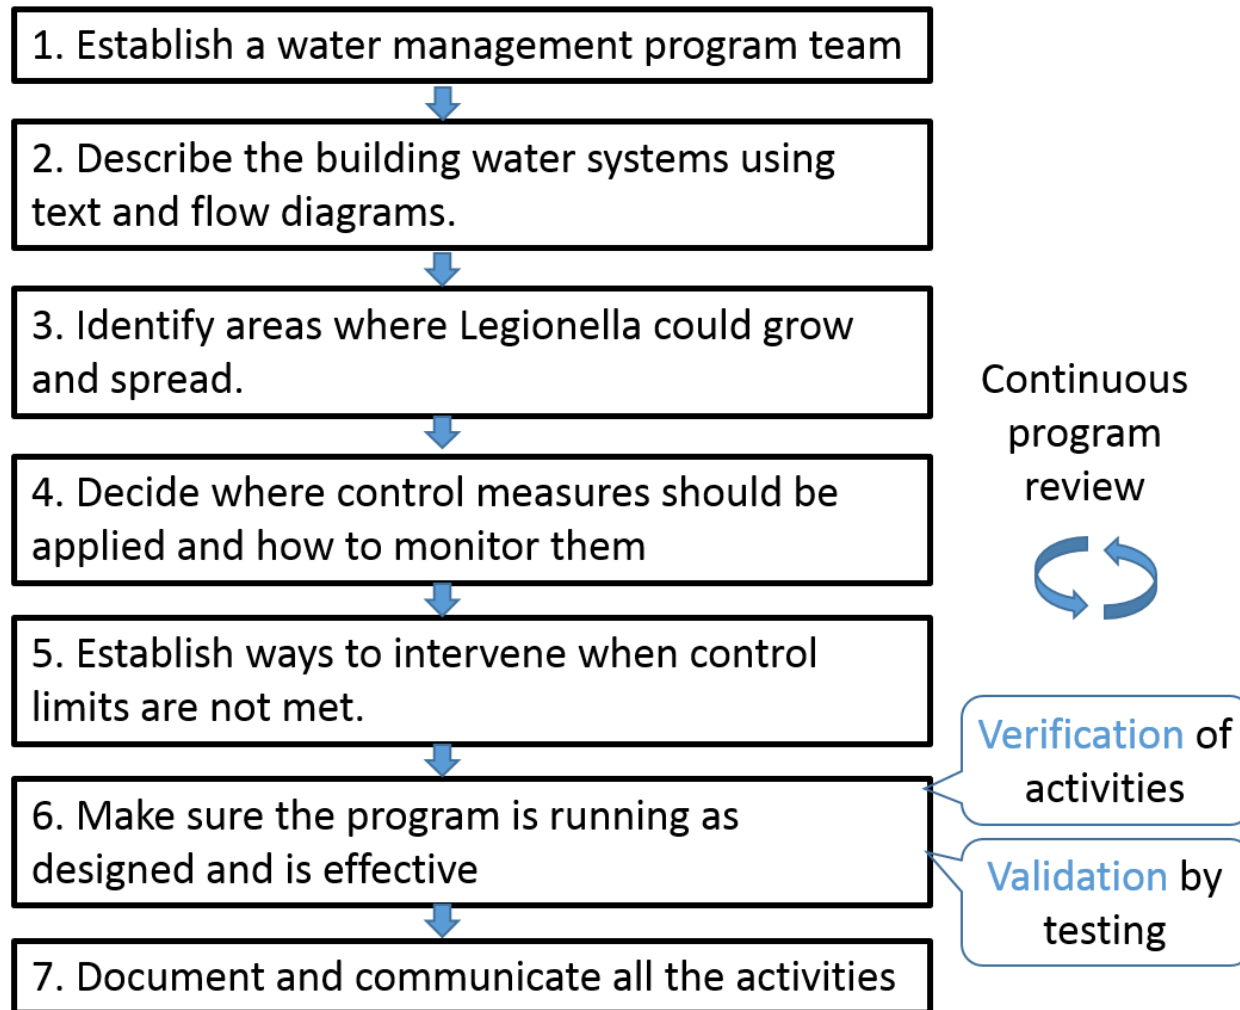 1. Establish a water management program team
2. Describe the building water systems using
text and flow diagrams.
3. Identify areas where Legionella could grow
and spread.
4. Decide where control measures should be
applied and how to monitor them
5. Establish ways to intervene when control
limits are not met.
6. Make sure the program is running as
designed and is effective
7. Document and communicate all the activities
Continuous
program
review
Verification of
activities
Validation by
testing